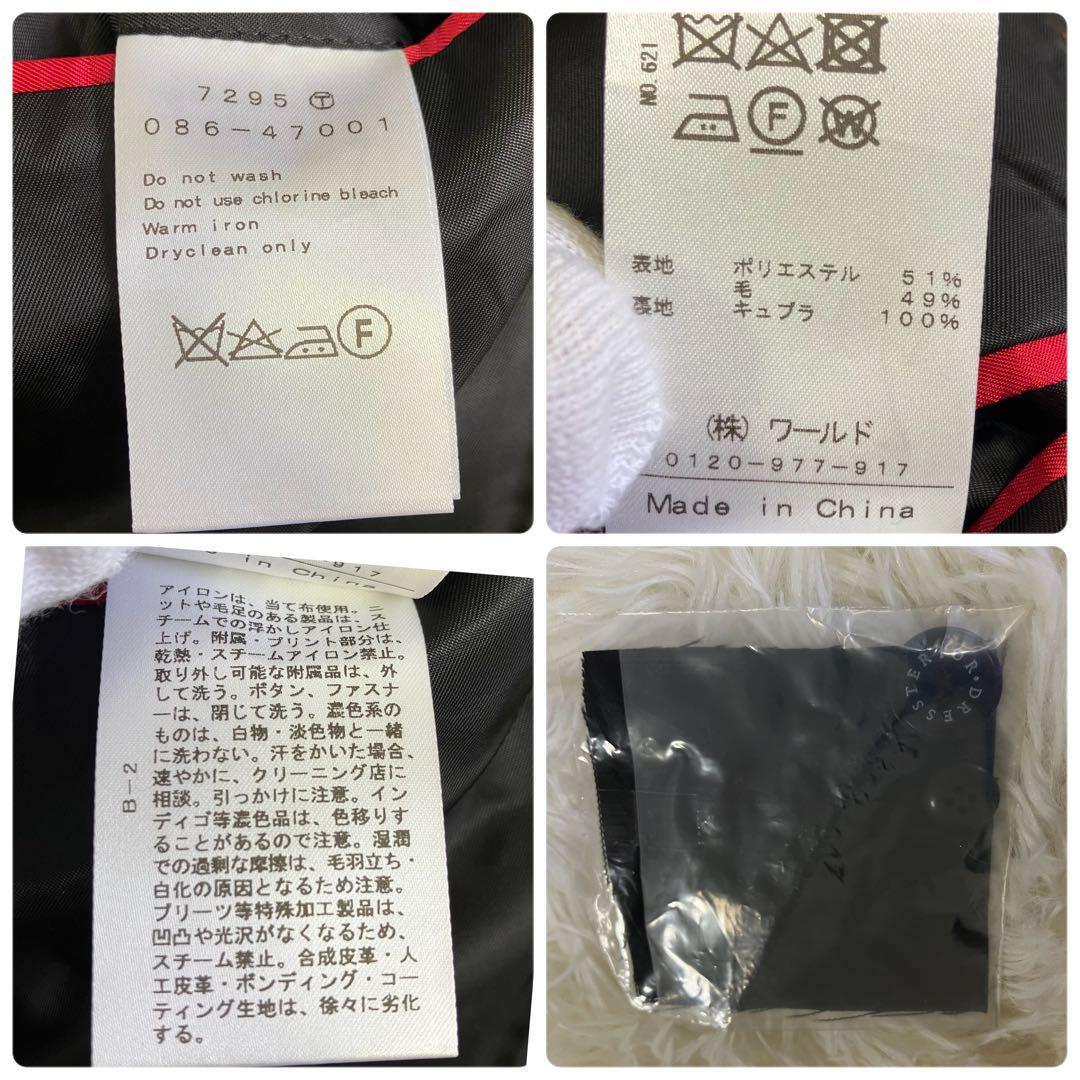 7295 Ⓣ
086-47001
Do not wash
Do not use chlorine bleach
Warm iron
Dryclean only
F
NO.621
F
W
表地 ポリエステル 51%
毛 49%
裏地 キュプラ 100%
(株) ワールド
0120-977-917
Made in China
-917
in China
B-2
アイロンは、当て布使用。ニ
ットや毛足のある製品は、ス
チームでの浮かしアイロン仕
上げ。附属・プリント部分は、
乾熱・スチームアイロン禁止。
取り外し可能な附属品は、外
して洗う。ボタン、ファスナ
ーは、閉じて洗う。濃色系の
ものは、白物・淡色物と一緒
に洗わない。汗をかいた場合、
速やかに、クリーニング店に
相談。引っかけに注意。イン
ディゴ等濃色品は、色移りす
ることがあるので注意。湿潤
での過剰な摩擦は、毛羽立ち・
白化の原因となるため注意。
プリーツ等特殊加工製品は、
凹凸や光沢がなくなるため、
スチーム禁止。合成皮革・人
工皮革・ボンディング・コー
ティング生地は、徐々に劣化
する。
DRESSTERIOR